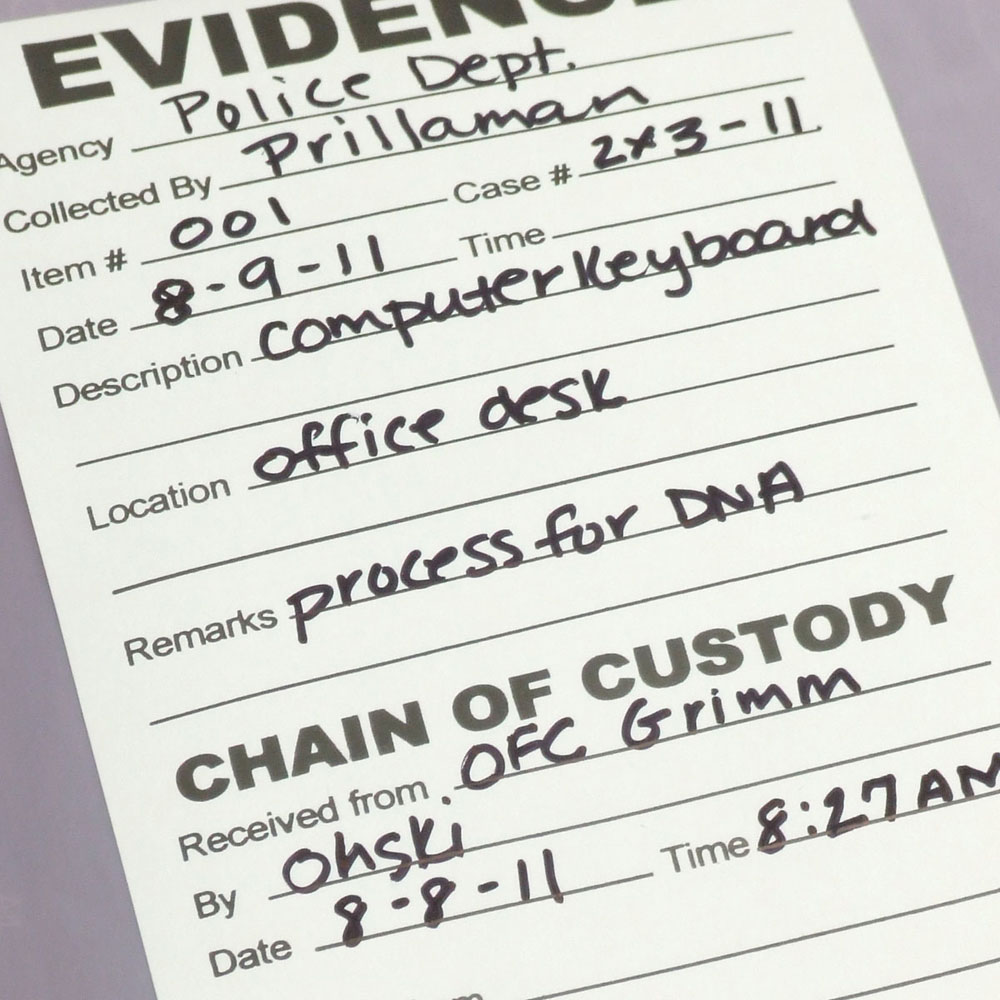 EVIDENC
Agency Police Dept.
Collected By Prillaman
Item # 001 Case # 2x3-11
Date 8-9-11 Time
Description Computer Keyboard
Location office desk
Remarks process for DNA
CHAIN OF CUSTODY
Received from OFC Grimm
By Ohski
Date 8-8-11 Time 8:27 AM